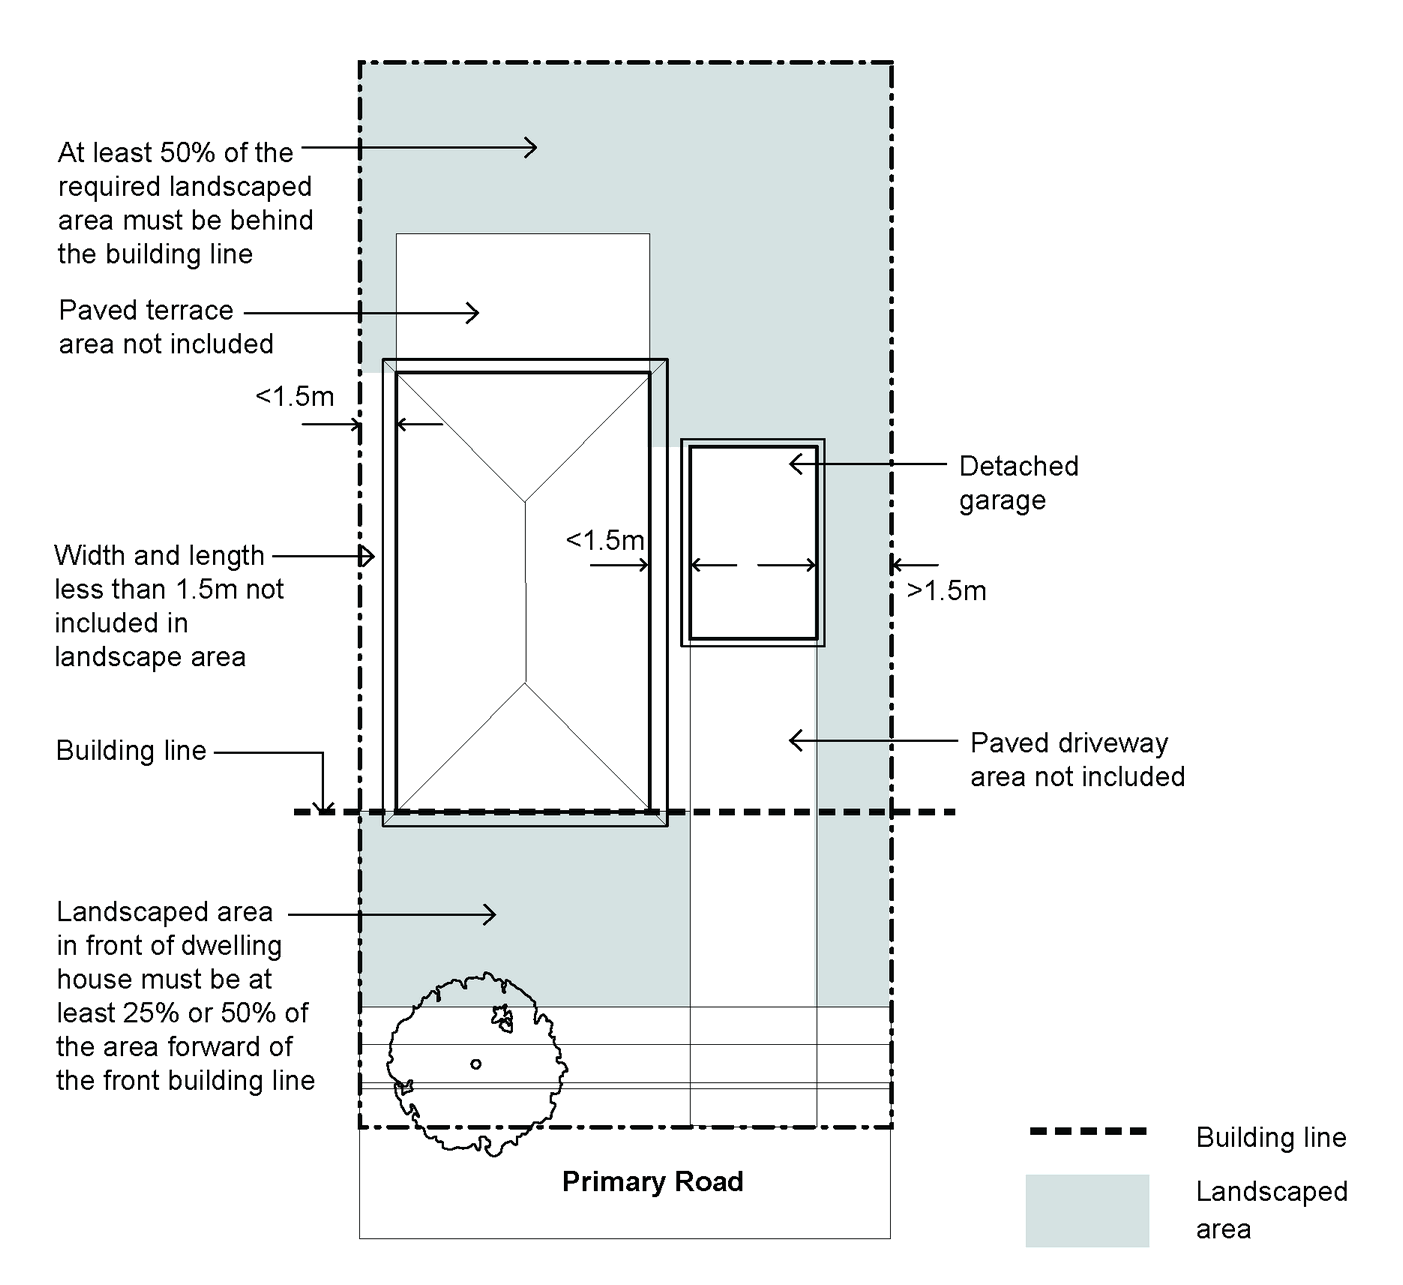 At least 50% of the
required landscaped
area must be behind
the building line
Paved terrace
area not included
<1.5m
Width and length
less than 1.5m not
included in
landscape area
<1.5m
Detached
garage
>1.5m
Building line
Paved driveway
area not included
Landscaped area
in front of dwelling
house must be at
least 25% or 50% of
the area forward of
the front building line
Primary Road
Building line
Landscaped
area